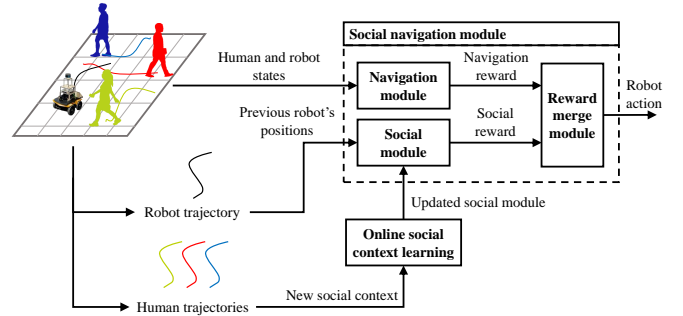 Social navigation module
Human and robot
states
Navigation
module
Navigation
reward
Reward
merge
module
Robot
action
Previous robot's
positions
Social
module
Social
reward
Robot trajectory
Updated social module
Online social
context learning
Human trajectories
New social context